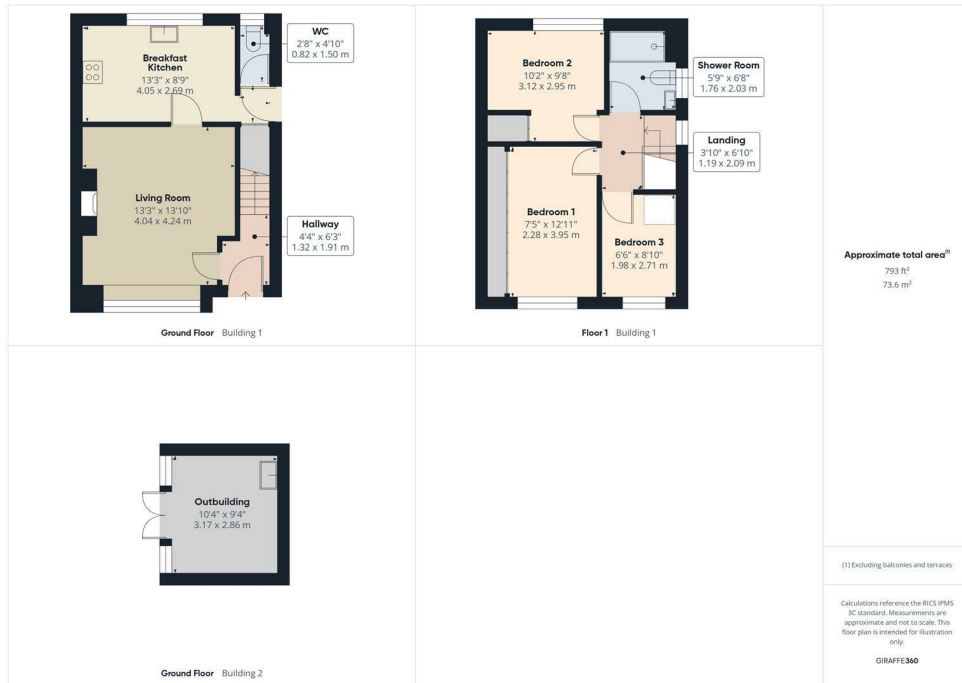 WC
2'8" x 4'10"
0.82 x 1.50 m
Breakfast
Kitchen
13'3" x 8'9"
4.05 x 2.69 m
Living Room
13'3" x 13'10"
4.04 x 4.24 m
Hallway
4'4" x 6'3"
1.32 x 1.91 m
Ground Floor Building 1
Bedroom 2
10'2" x 9'8"
3.12 x 2.95 m
Shower Room
5'9" x 6'8"
1.76 x 2.03 m
Landing
3'10" x 6'10"
1.19 x 2.09 m
Bedroom 1
7'5" x 12'11"
2.28 x 3.95 m
Bedroom 3
6'6" x 8'10"
1.98 x 2.71 m
Floor 1 Building 1
Outbuilding
10'4" x 9'4"
3.17 x 2.86 m
Ground Floor Building 2
Approximate total area(1)
793 ft²
73.6 m²
(1) Excluding balconies and terraces
Calculations reference the RICS IPMS
3C standard. Measurements are
approximate and not to scale. This
floor plan is intended for illustration
only.
GIRAFFE360